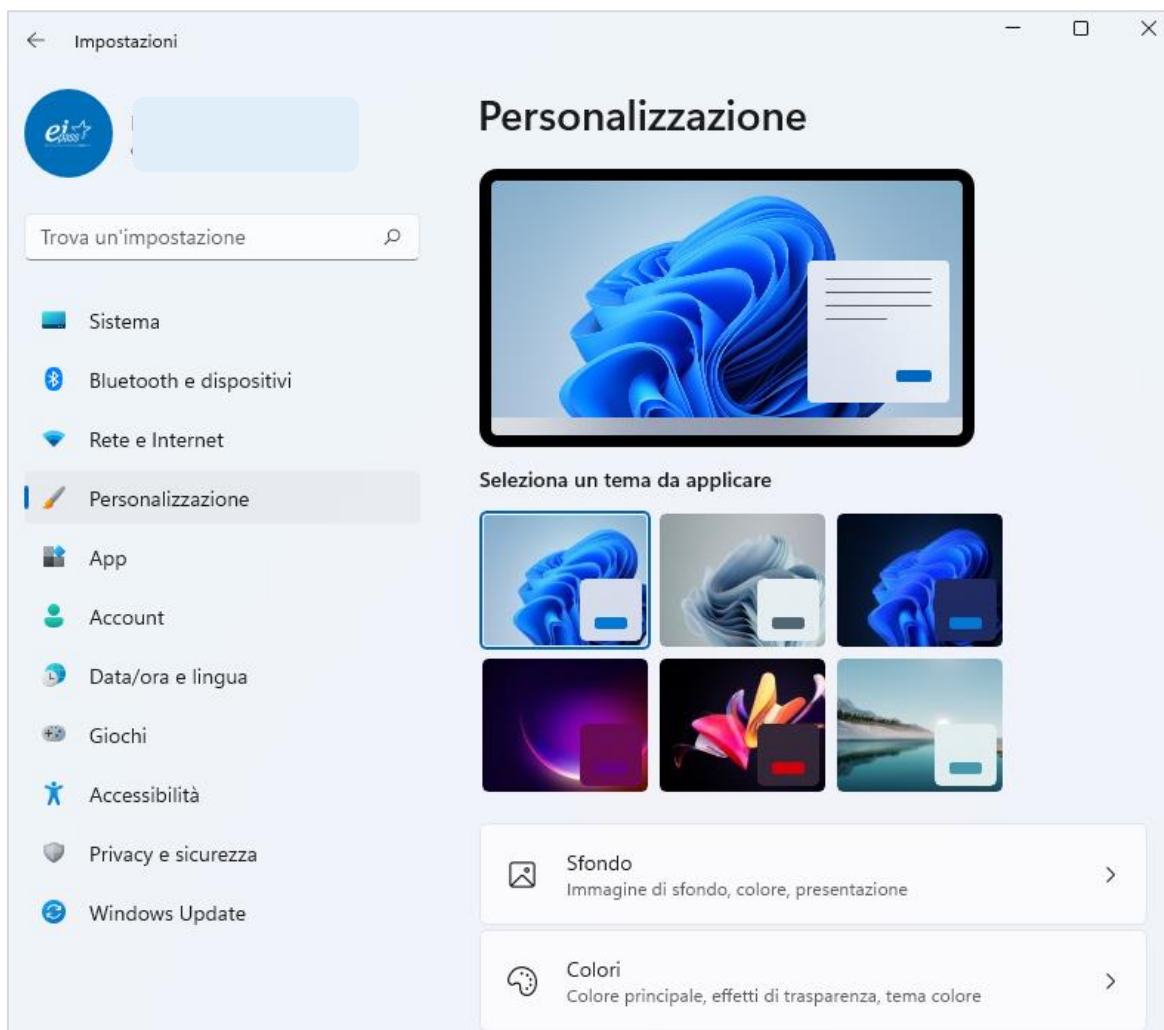 Impostazioni
eipass
Trova un'impostazione
Sistema
Bluetooth e dispositivi
Rete e Internet
Personalizzazione
App
Account
Data/ora e lingua
Giochi
Accessibilità
Privacy e sicurezza
Windows Update
Personalizzazione
Seleziona un tema da applicare
Sfondo
Immagine di sfondo, colore, presentazione
Colori
Colore principale, effetti di trasparenza, tema colore